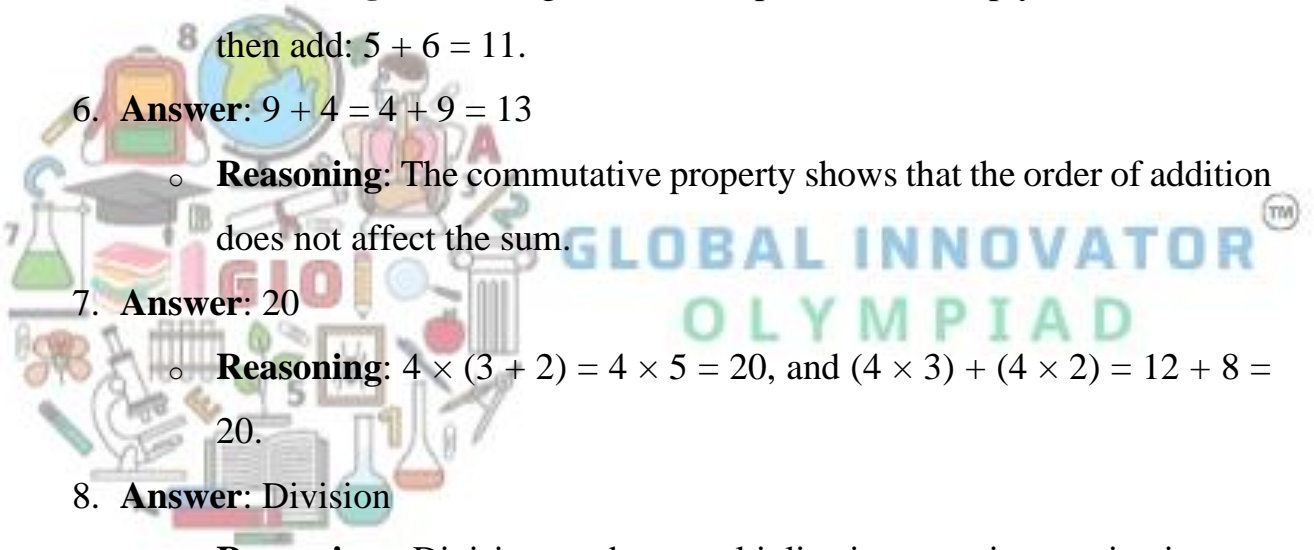 then add: 5 + 6 = 11.
6. Answer: 9 + 4 = 4 + 9 = 13
○ Reasoning: The commutative property shows that the order of addition
does not affect the sum.
GLOBAL INNOVATOR TM
OLYMPIAD
GIO
7. Answer: 20
○ Reasoning: 4 × (3 + 2) = 4 × 5 = 20, and (4 × 3) + (4 × 2) = 12 + 8 =
20.
8. Answer: Division